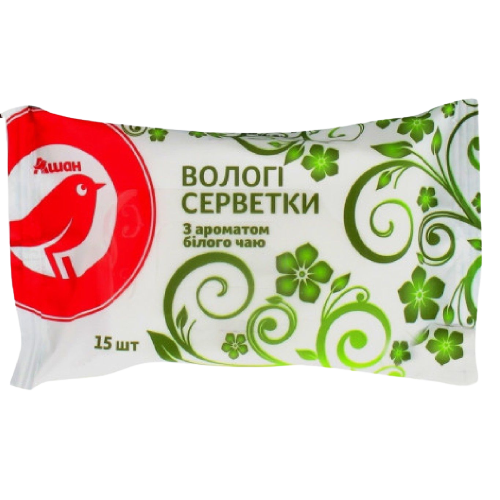 Ашан
ВОЛОГІ
СЕРВЕТКИ
З ароматом
білого чаю
15 шт